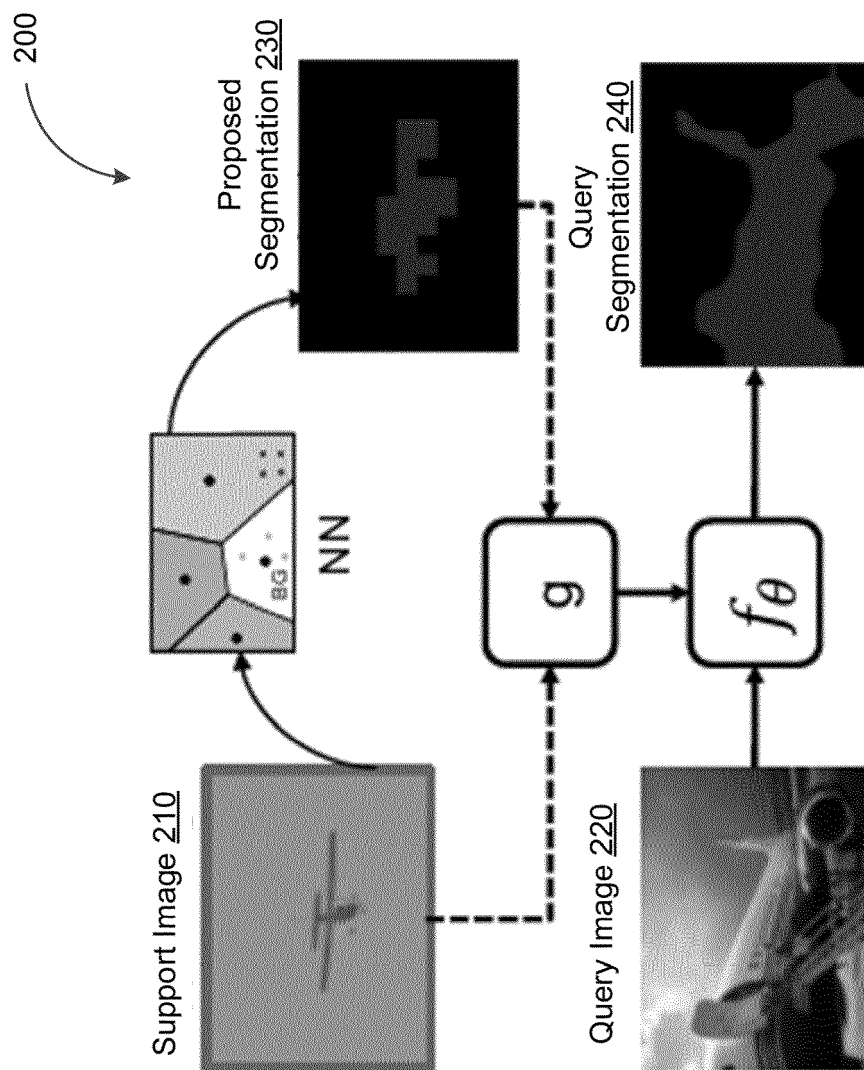 200
Support Image 210
NN
BG
Proposed
Segmentation 230
g
Query Image 220
fθ
Query
Segmentation 240